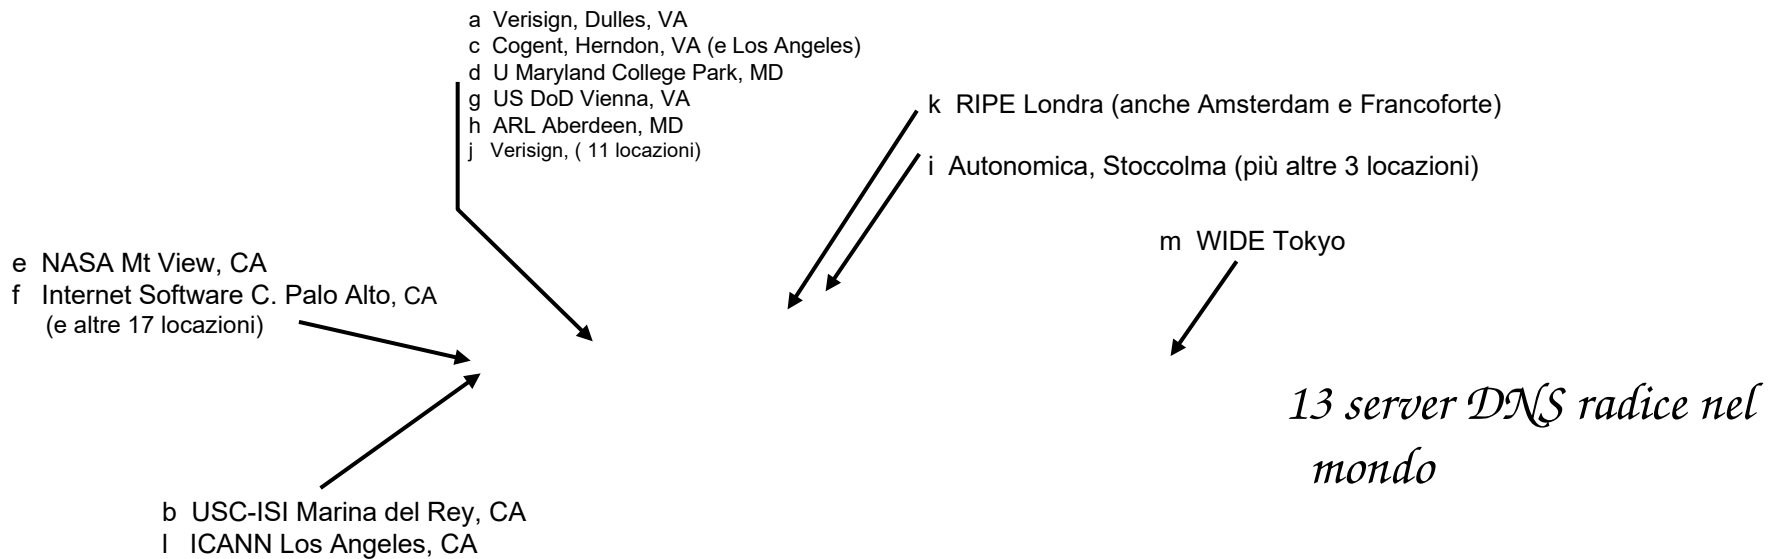 a Verisign, Dulles, VA
c Cogent, Herndon, VA (e Los Angeles)
d U Maryland College Park, MD
g US DoD Vienna, VA
h ARL Aberdeen, MD
j Verisign, ( 11 locazioni)
k RIPE Londra (anche Amsterdam e Francoforte)
i Autonomica, Stoccolma (più altre 3 locazioni)
m WIDE Tokyo
e NASA Mt View, CA
f Internet Software C. Palo Alto, CA
(e altre 17 locazioni)
13 server DNS radice nel
mondo
b USC-ISI Marina del Rey, CA
l ICANN Los Angeles, CA